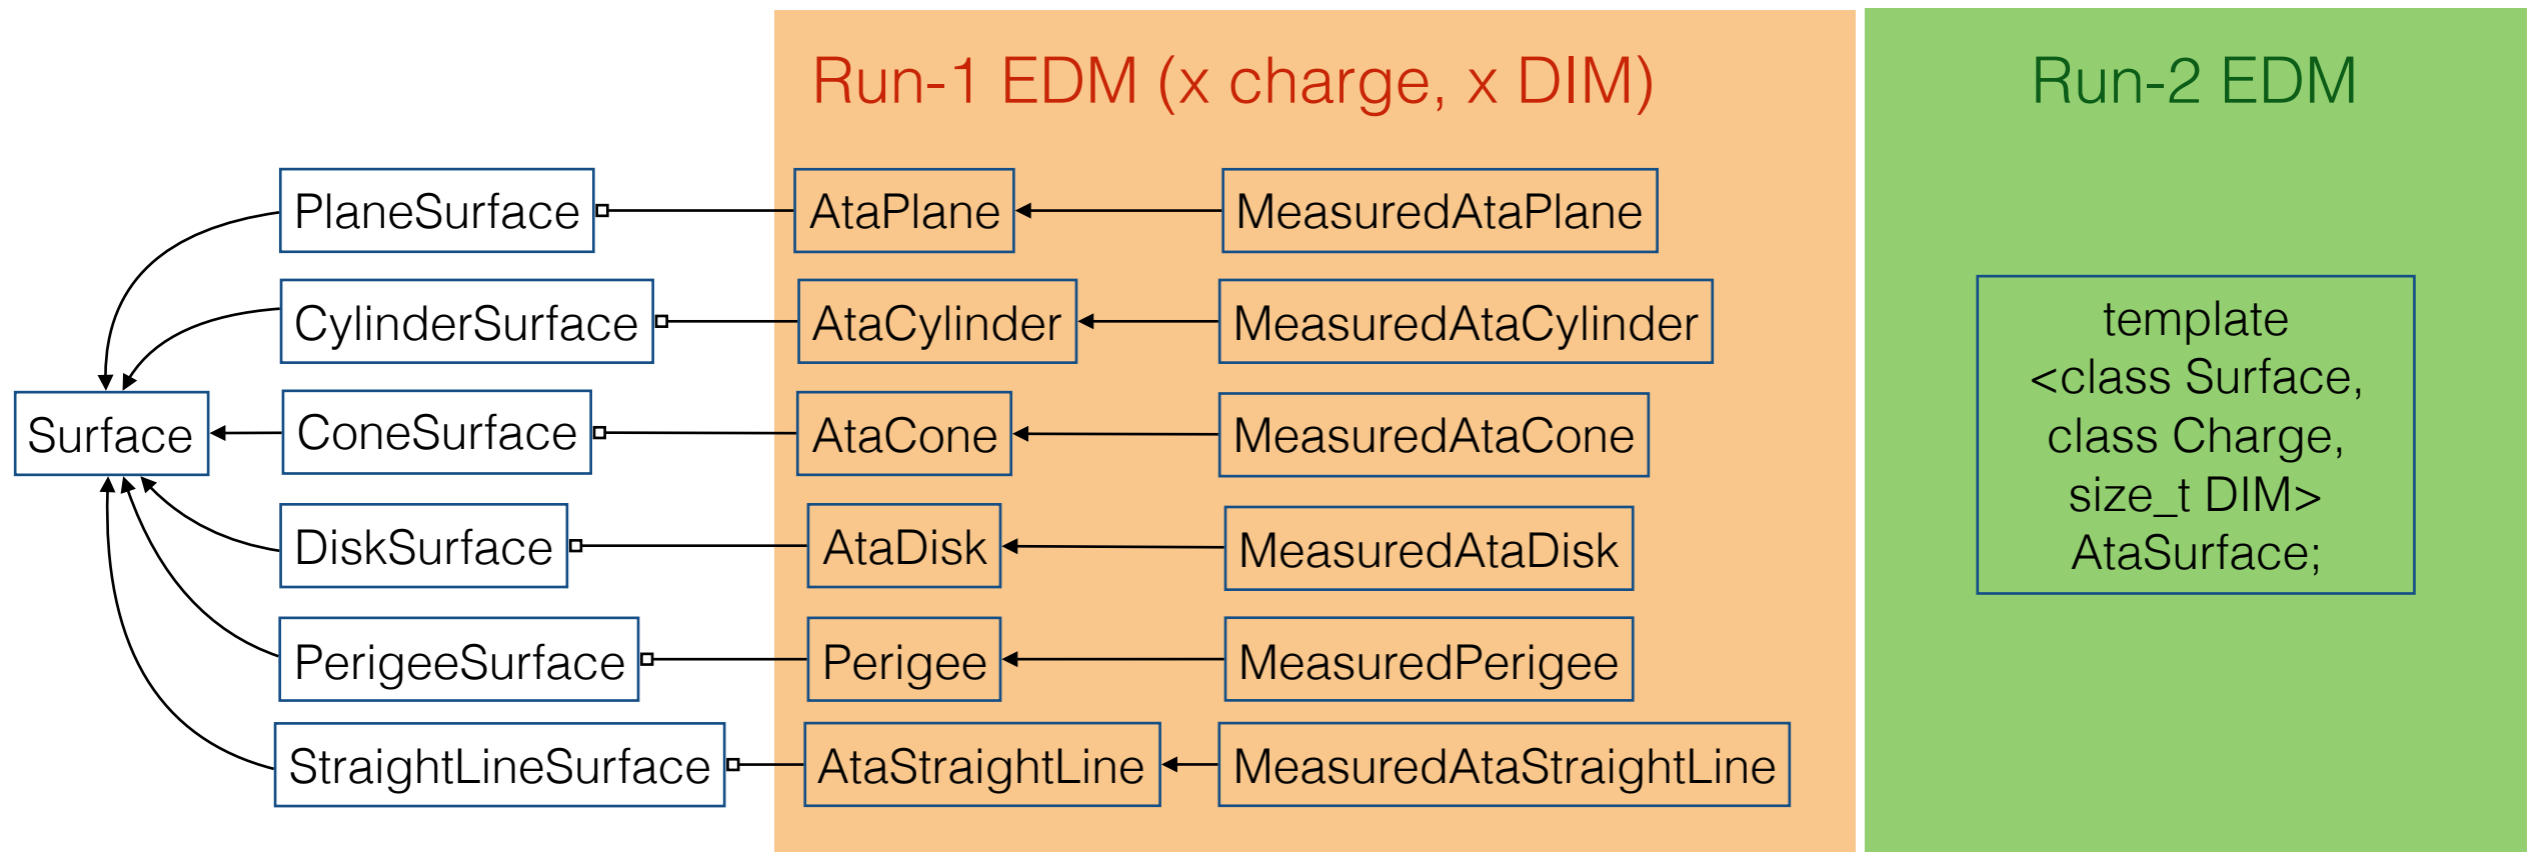 Run-1 EDM (x charge, x DIM)
Run-2 EDM
PlaneSurface
AtaPlane
MeasuredAtaPlane
CylinderSurface
AtaCylinder
MeasuredAtaCylinder
Surface
ConeSurface
AtaCone
MeasuredAtaCone
DiskSurface
AtaDisk
MeasuredAtaDisk
PerigeeSurface
Perigee
MeasuredPerigee
StraightLineSurface
AtaStraightLine
MeasuredAtaStraightLine
template
<class Surface,
class Charge,
size_t DIM>
AtaSurface;